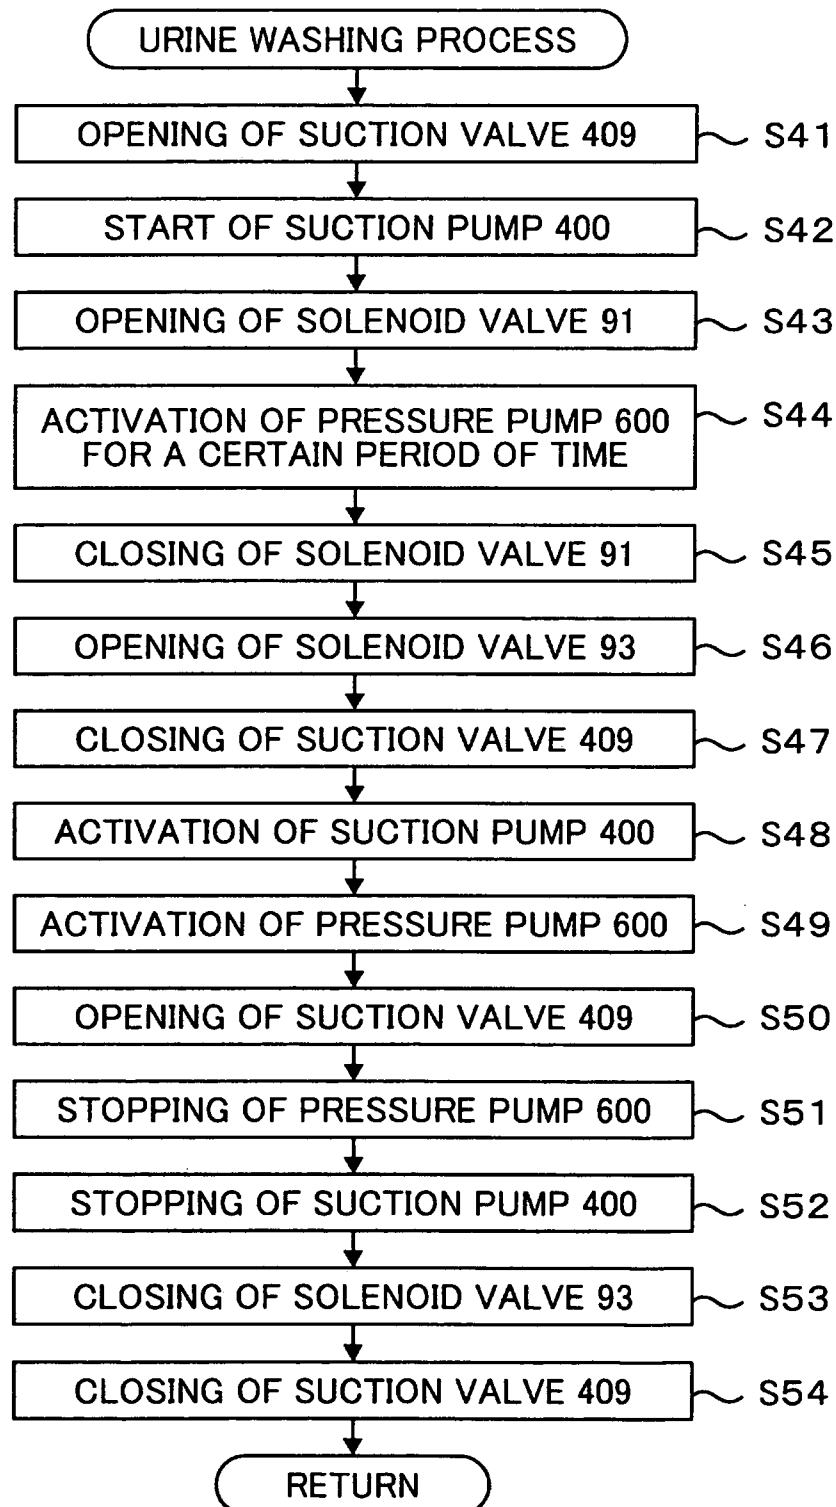 URINE WASHING PROCESS
OPENING OF SUCTION VALVE 409 S41
START OF SUCTION PUMP 400 S42
OPENING OF SOLENOID VALVE 91 S43
ACTIVATION OF PRESSURE PUMP 600 S44
FOR A CERTAIN PERIOD OF TIME
CLOSING OF SOLENOID VALVE 91 S45
OPENING OF SOLENOID VALVE 93 S46
CLOSING OF SUCTION VALVE 409 S47
ACTIVATION OF SUCTION PUMP 400 S48
ACTIVATION OF PRESSURE PUMP 600 S49
OPENING OF SUCTION VALVE 409 S50
STOPPING OF PRESSURE PUMP 600 S51
STOPPING OF SUCTION PUMP 400 S52
CLOSING OF SOLENOID VALVE 93 S53
CLOSING OF SUCTION VALVE 409 S54
RETURN